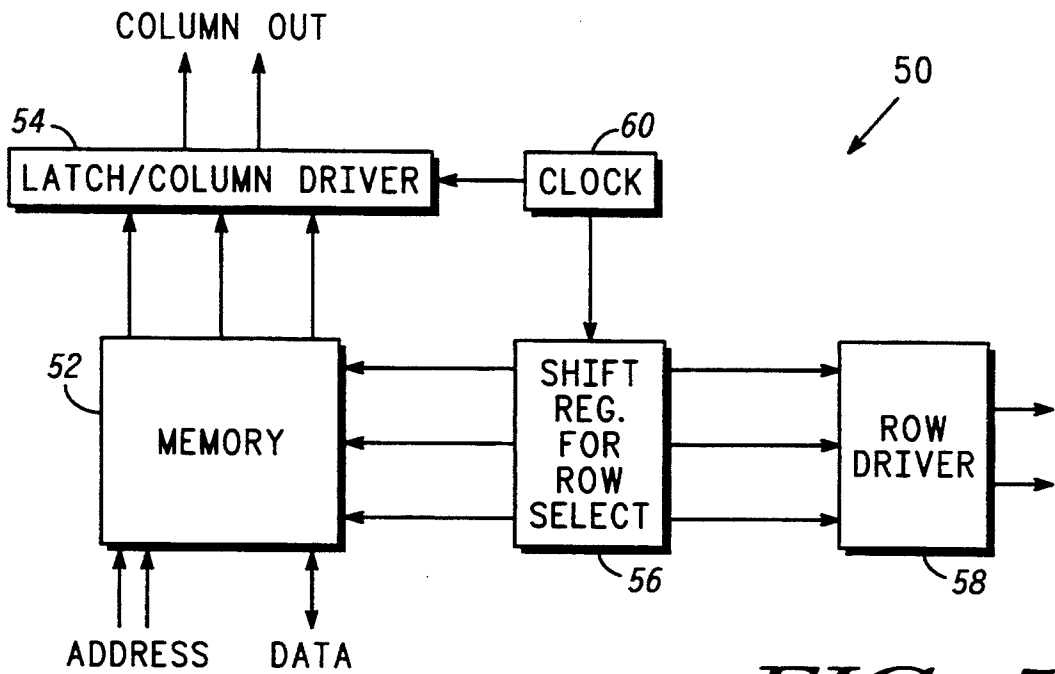 COLUMN OUT
50
54
60
LATCH/COLUMN DRIVER
CLOCK
52
MEMORY
SHIFT
REG.
FOR
ROW
SELECT
ROW
DRIVER
56
58
ADDRESS
DATA